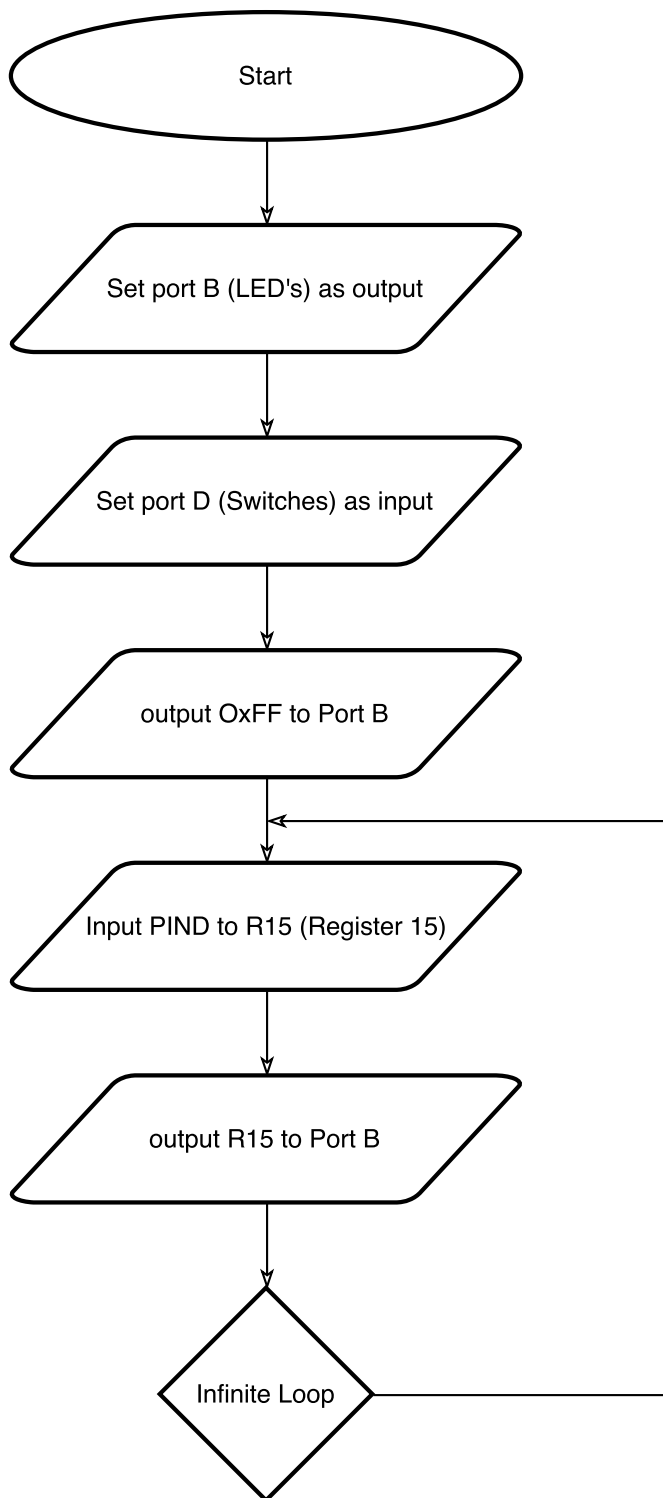 Start
Set port B (LED's) as output
Set port D (Switches) as input
output OxFF to Port B
Input PIND to R15 (Register 15)
output R15 to Port B
Infinite Loop